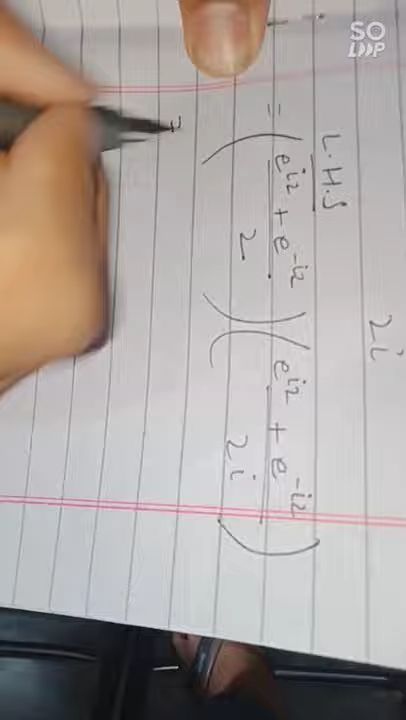 2i
L.H.S
= (e^{iz} + e^{-iz} / 2) (e^{iz} + e^{-iz} / 2i)
=
SO
LOOP